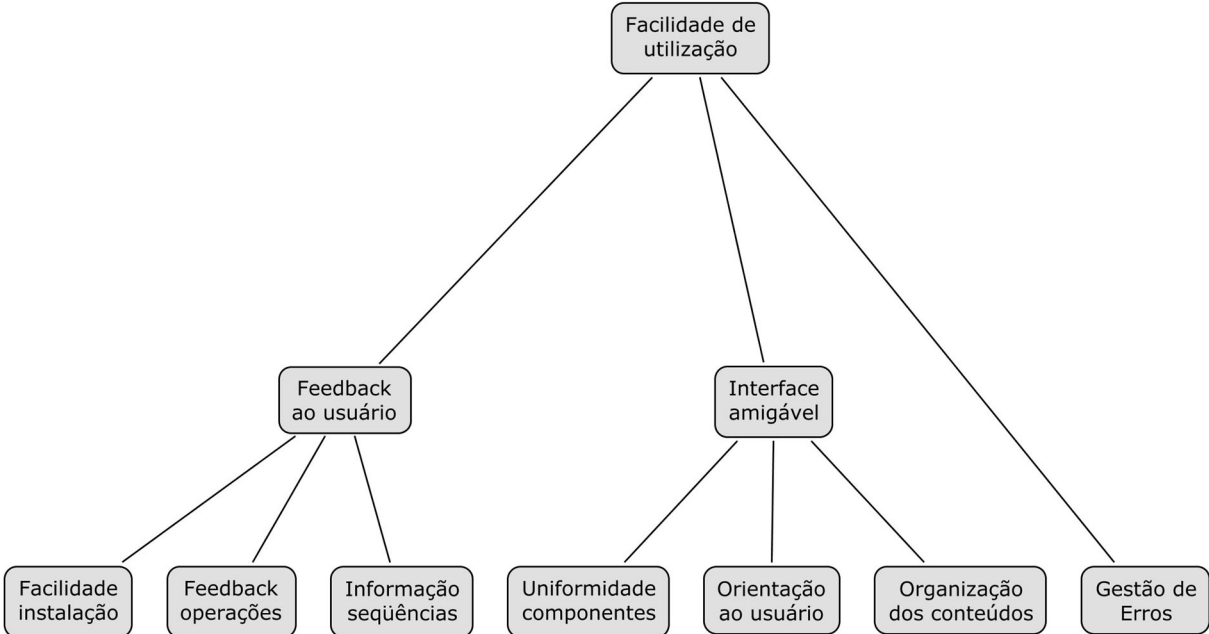 Facilidade de
utilização
Feedback
ao usuário
Interface
amigável
Facilidade
instalação
Feedback
operações
Informação
seqüências
Uniformidade
componentes
Orientação
ao usuário
Organização
dos conteúdos
Gestão de
Erros